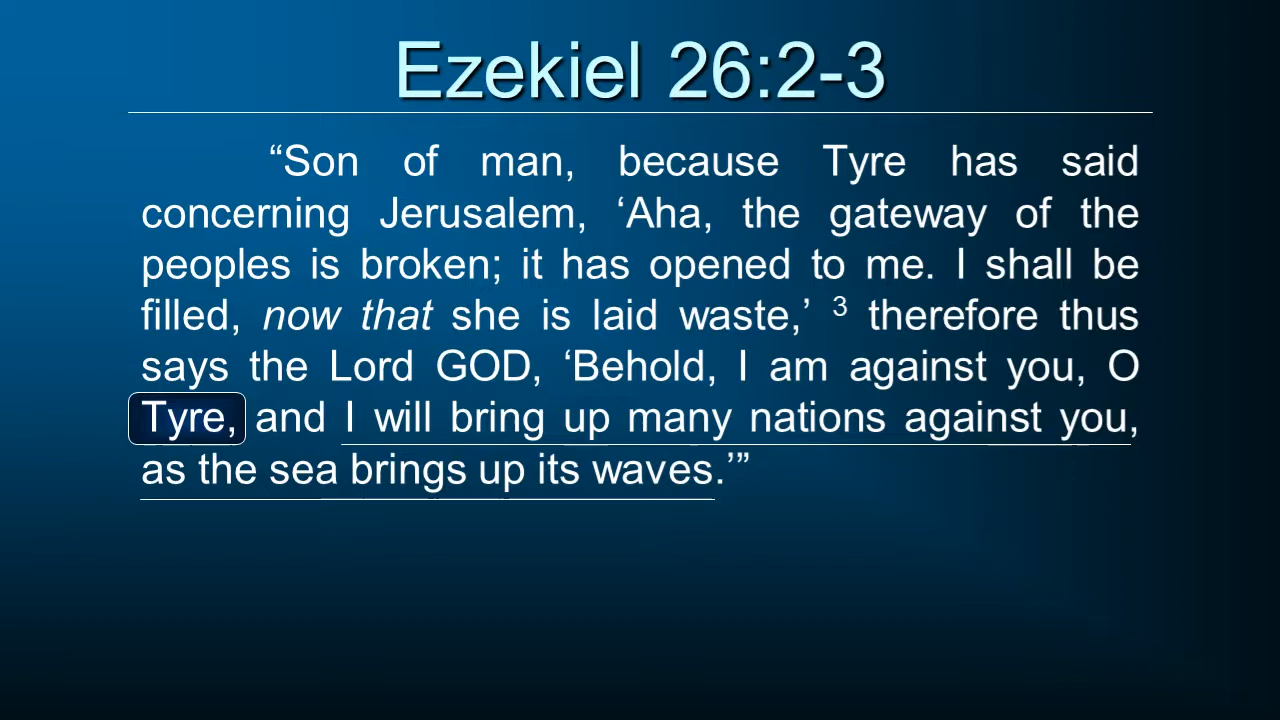 Ezekiel 26:2-3
“Son of man, because Tyre has said
concerning Jerusalem, ‘Aha, the gateway of the
peoples is broken; it has opened to me. I shall be
filled, now that she is laid waste,’ 3 therefore thus
says the Lord GOD, ‘Behold, I am against you, O
Tyre, and I will bring up many nations against you,
as the sea brings up its waves.’”